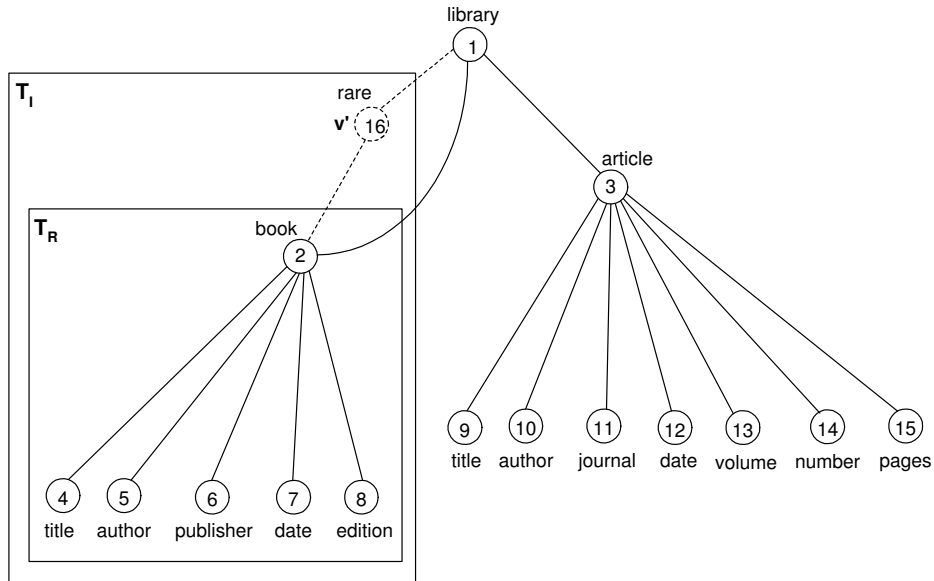 library
1
T_I
rare
v' 16
article
3
T_R
book
2
9 10 11 12 13 14 15
title author journal date volume number pages
4 5 6 7 8
title author publisher date edition